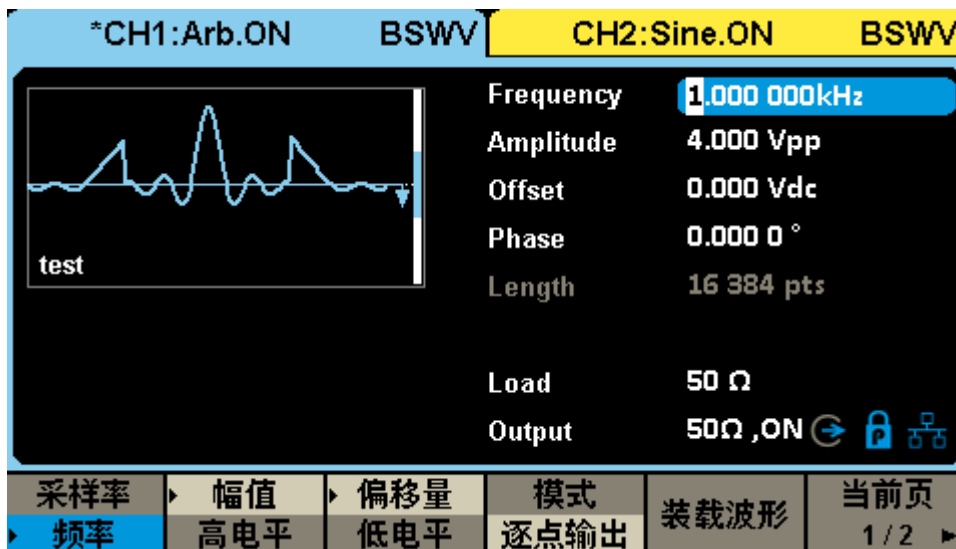 *CH1:Arb.ON BSWV CH2:Sine.ON BSWV
Frequency 1.000 000kHz
Amplitude 4.000 Vpp
Offset 0.000 Vdc
Phase 0.000 0 °
test
Length 16 384 pts
Load 50 Ω
Output 50Ω ,ON P
采样率 幅值 偏移量 模式 装载波形 当前页
频率 高电平 低电平 逐点输出 1 / 2